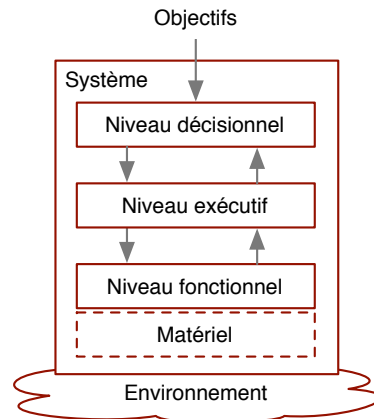 Objectifs
Système
Niveau décisionnel
Niveau exécutif
Niveau fonctionnel
Matériel
Environnement